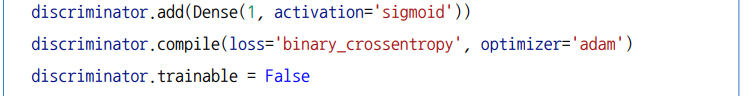 discriminator.add(Dense(1, activation='sigmoid'))
discriminator.compile(loss='binary_crossentropy', optimizer='adam')
discriminator.trainable = False